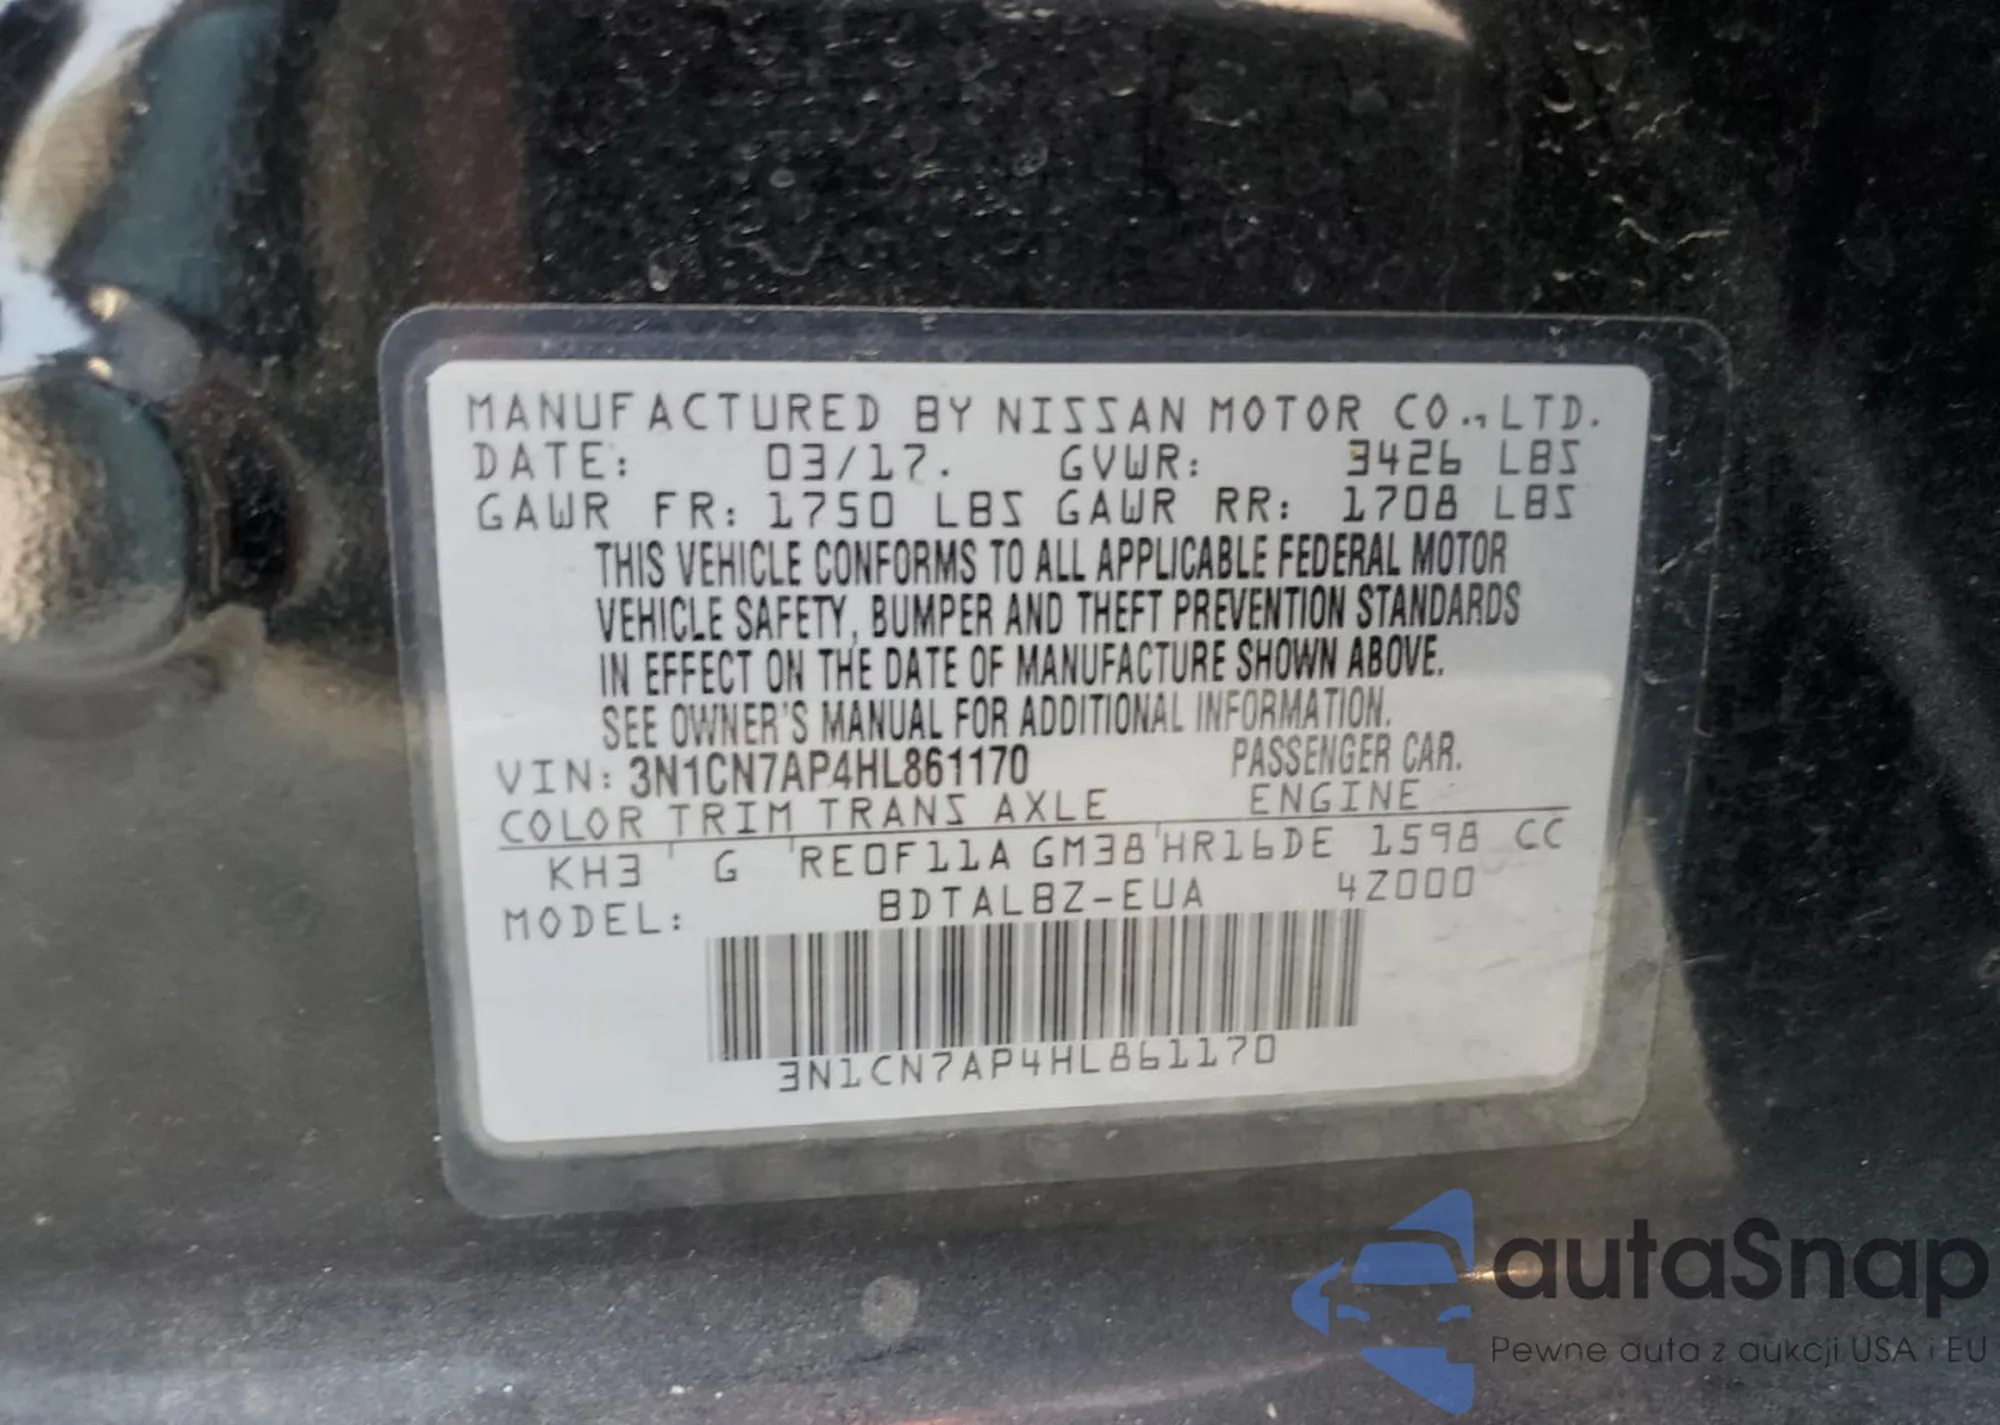 MANUFACTURED BY NISSAN MOTOR CO., LTD.
DATE: 03/17. GVWR: 3426 LBS
GAWR FR: 1750 LBS GAWR RR: 1708 LBS
THIS VEHICLE CONFORMS TO ALL APPLICABLE FEDERAL MOTOR
VEHICLE SAFETY, BUMPER AND THEFT PREVENTION STANDARDS
IN EFFECT ON THE DATE OF MANUFACTURE SHOWN ABOVE.
SEE OWNER'S MANUAL FOR ADDITIONAL INFORMATION.
VIN: 3N1CN7AP4HL861170 PASSENGER CAR.
COLOR TRIM TRANS AXLE ENGINE
KH3 G RE0F11A GM38 HR16DE 1598 CC
MODEL: BDTALBZ-EUA 4Z000
3N1CN7AP4HL861170
autaSnap
Pewne auta z aukcji USA i EU